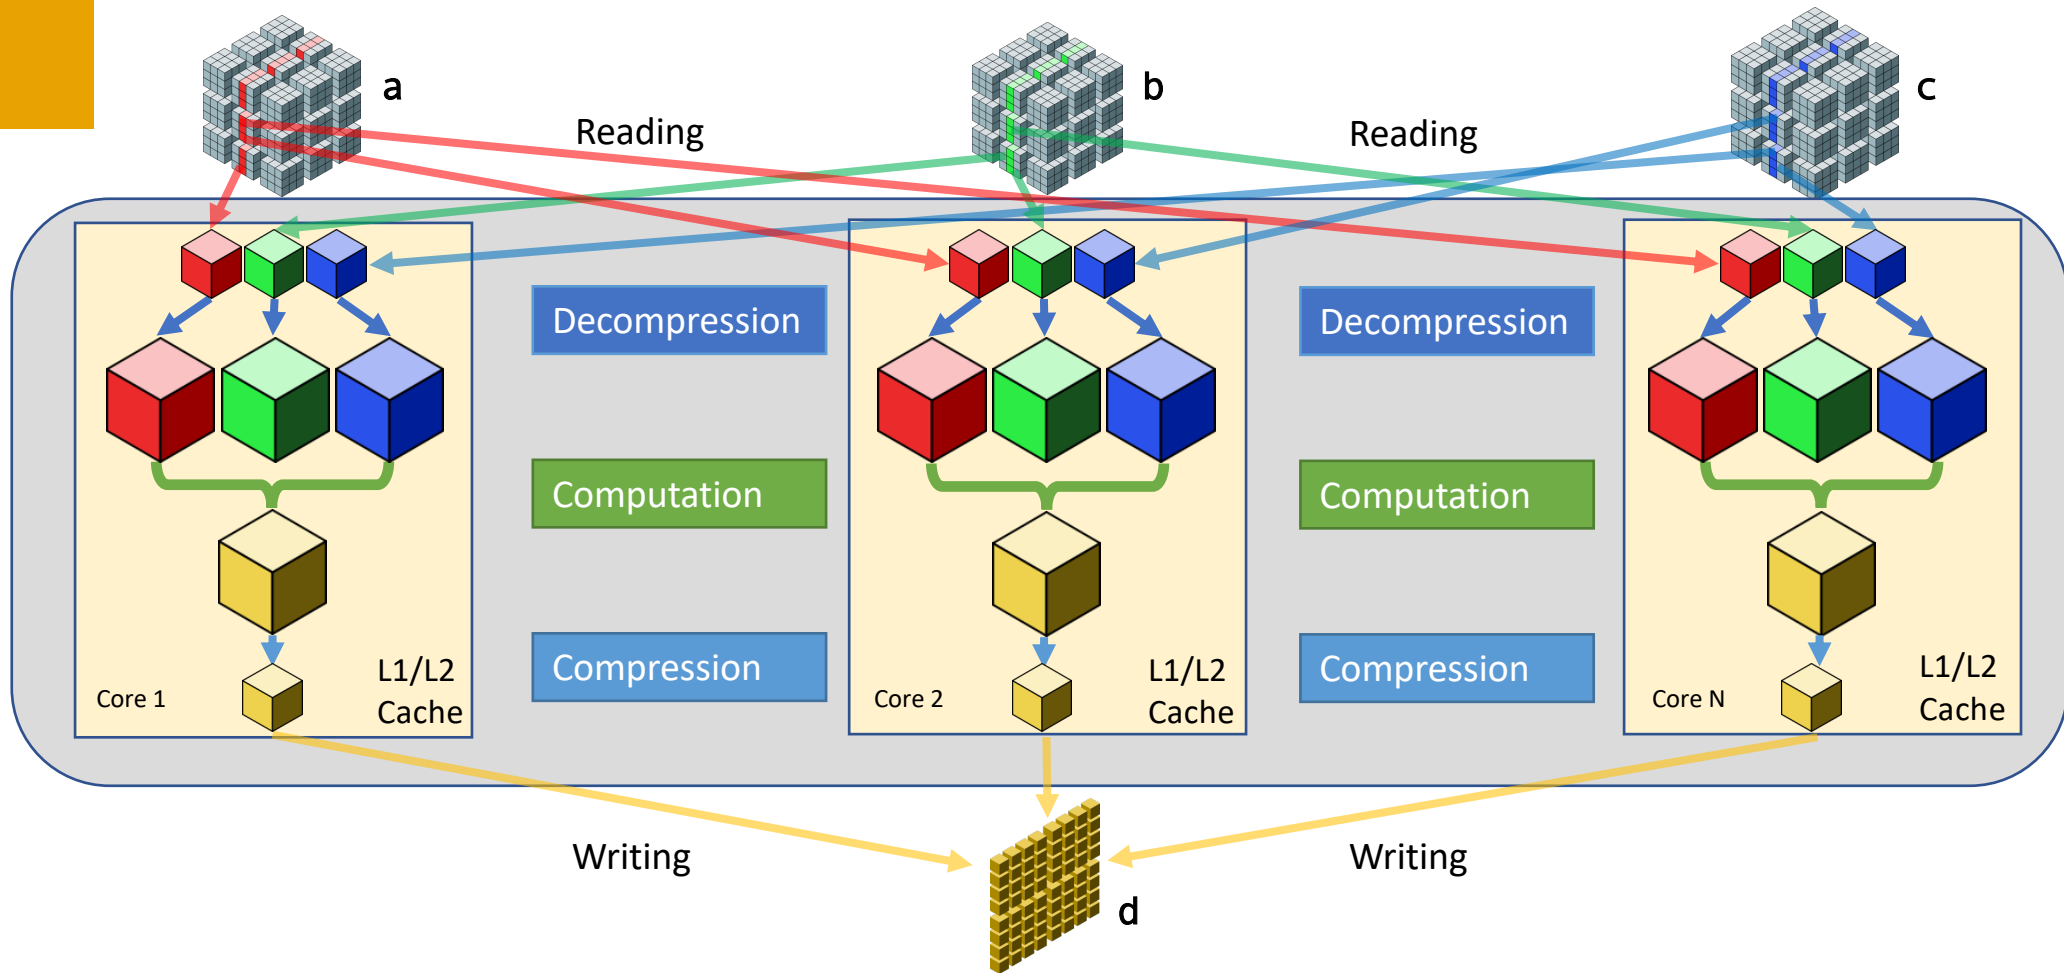 a
b
c
Reading
Reading
Decompression
Decompression
Computation
Computation
Compression
Compression
Core 1
L1/L2
Cache
Core 2
L1/L2
Cache
Core N
L1/L2
Cache
Writing
Writing
d